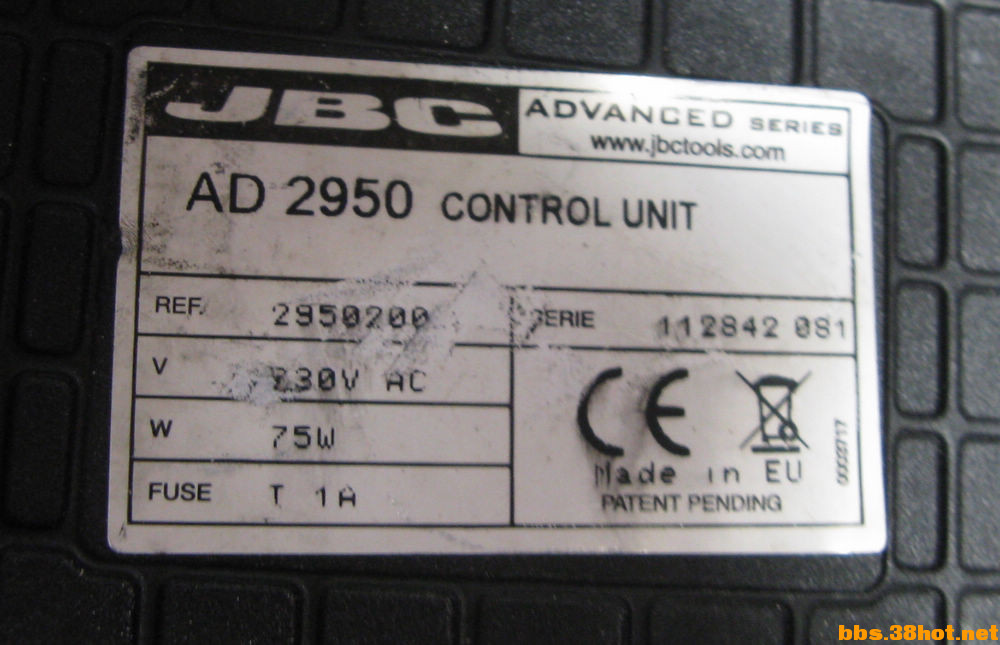 JBC
ADVANCED SERIES
www.jbctools.com
AD 2950 CONTROL UNIT
REF. 2950200
SERIE 112842 081
V 230V AC
W 75W
FUSE T 1A
CE
Made in EU
PATENT PENDING
bbs.38hot.net